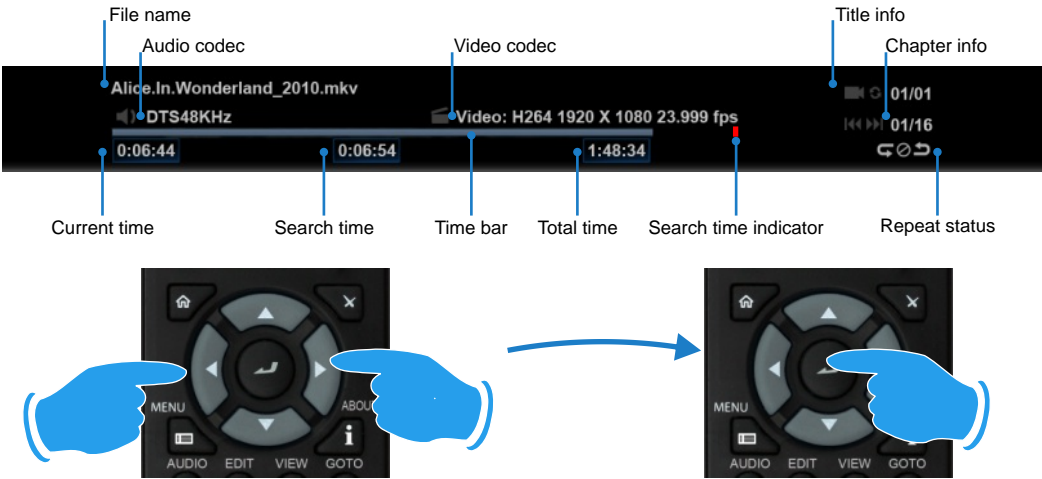 File name
Title info
Audio codec
Video codec
Chapter info
Alice.In.Wonderland_2010.mkv
01/01
DTS48KHz
Video: H264 1920 X 1080 23.999 fps
01/16
0:06:44
0:06:54
1:48:34
Current time
Search time
Time bar
Total time
Search time indicator
Repeat status
MENU
ABOU
MENU
i
AUDIO EDIT VIEW GOTO
AUDIO EDIT VIEW GOTO